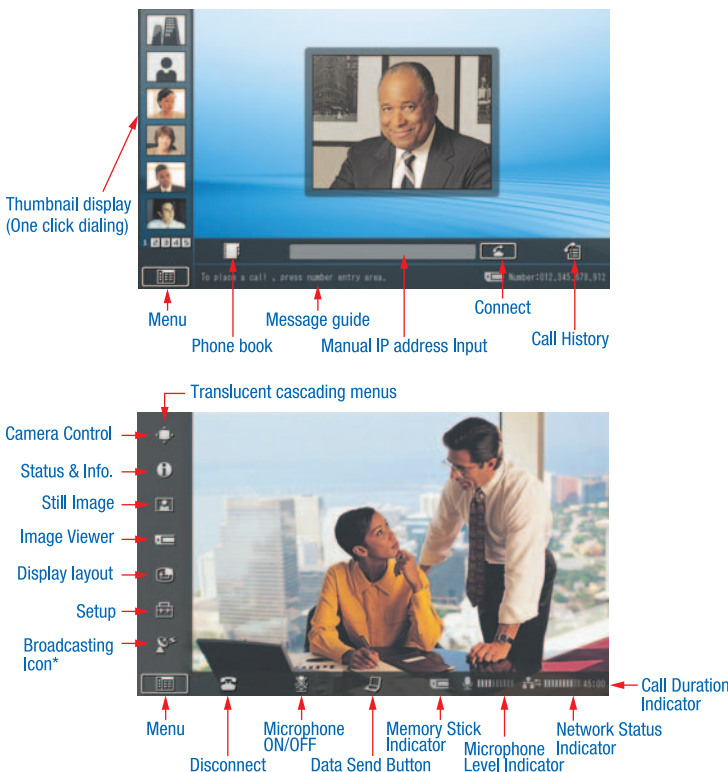 Thumbnail display
(One click dialing)
1 2 3 4 5
To place a call , press number entry area.
Number:012,345,678,912
Menu
Message guide
Connect
Phone book
Manual IP address Input
Call History
Translucent cascading menus
Camera Control
Status & Info.
Still Image
Image Viewer
Display layout
Setup
Broadcasting
Icon*
45:00
Call Duration
Indicator
Menu
Microphone
ON/OFF
Memory Stick
Indicator
Network Status
Indicator
Disconnect
Data Send Button
Microphone
Level Indicator